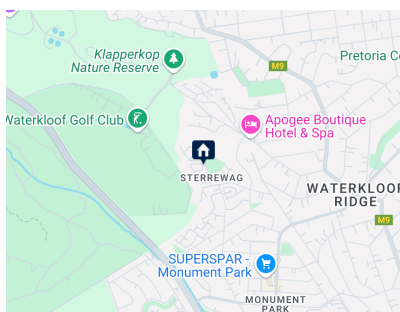 Klapperkop
Nature Reserve
M9
Pretoria C
Waterkloof Golf Club
Apogee Boutique
Hotel & Spa
STERREWAG
WATERKLOOF
RIDGE
M9
SUPERSPAR -
Monument Park
MONUMENT
PARK